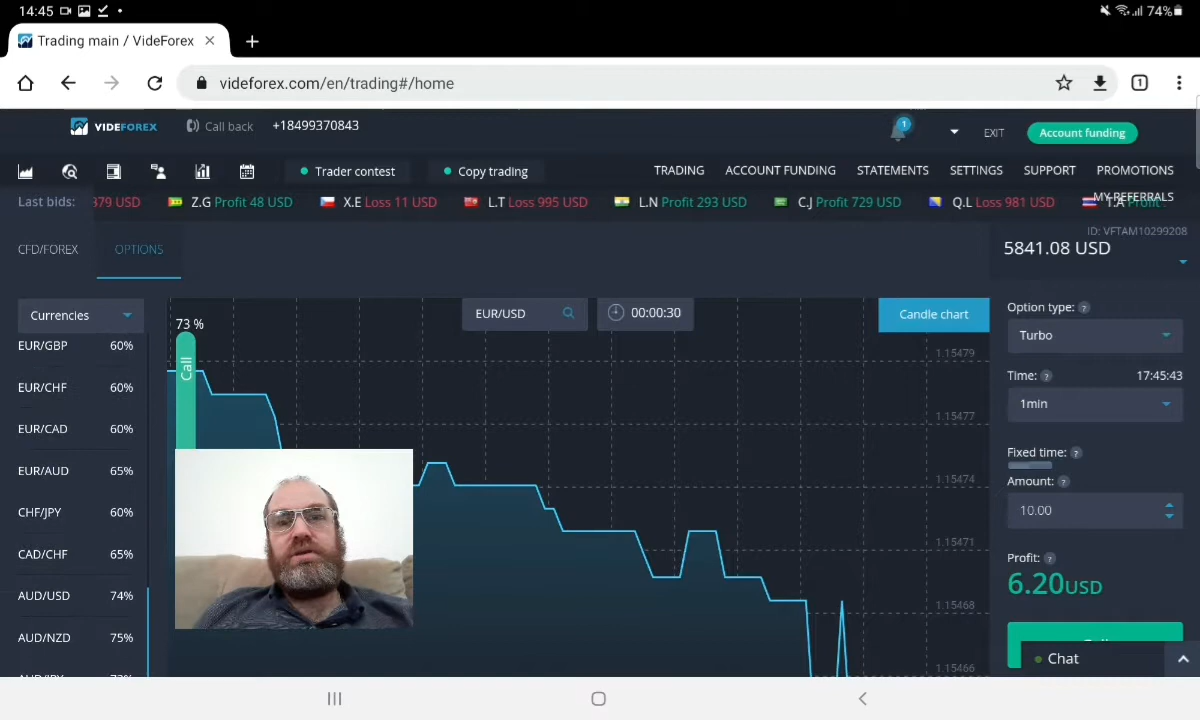 14:45
74%
Trading main / VideForex
videforex.com/en/trading#/home
1
VIDEFOREX
Call back
+18499370843
1
EXIT
Account funding
Trader contest
Copy trading
TRADING
ACCOUNT FUNDING
STATEMENTS
SETTINGS
SUPPORT
PROMOTIONS
MY REFERRALS
Last bids:
379 USD
Z.G Profit 48 USD
X.E Loss 11 USD
L.T Loss 995 USD
L.N Profit 293 USD
C.J Profit 729 USD
Q.L Loss 981 USD
CFD/FOREX
OPTIONS
ID: VFTAM10299208
5841.08 USD
Currencies
EUR/GBP 60%
EUR/CHF 60%
EUR/CAD 60%
EUR/AUD 65%
CHF/JPY 60%
CAD/CHF 65%
AUD/USD 74%
AUD/NZD 75%
73 %
Call
EUR/USD
00:00:30
Candle chart
1.15479
1.15477
1.15474
1.15471
1.15468
1.15466
Option type: ?
Turbo
Time: ? 17:45:43
1min
Fixed time: ?
Amount: ?
10.00
Profit: ?
6.20USD
Chat